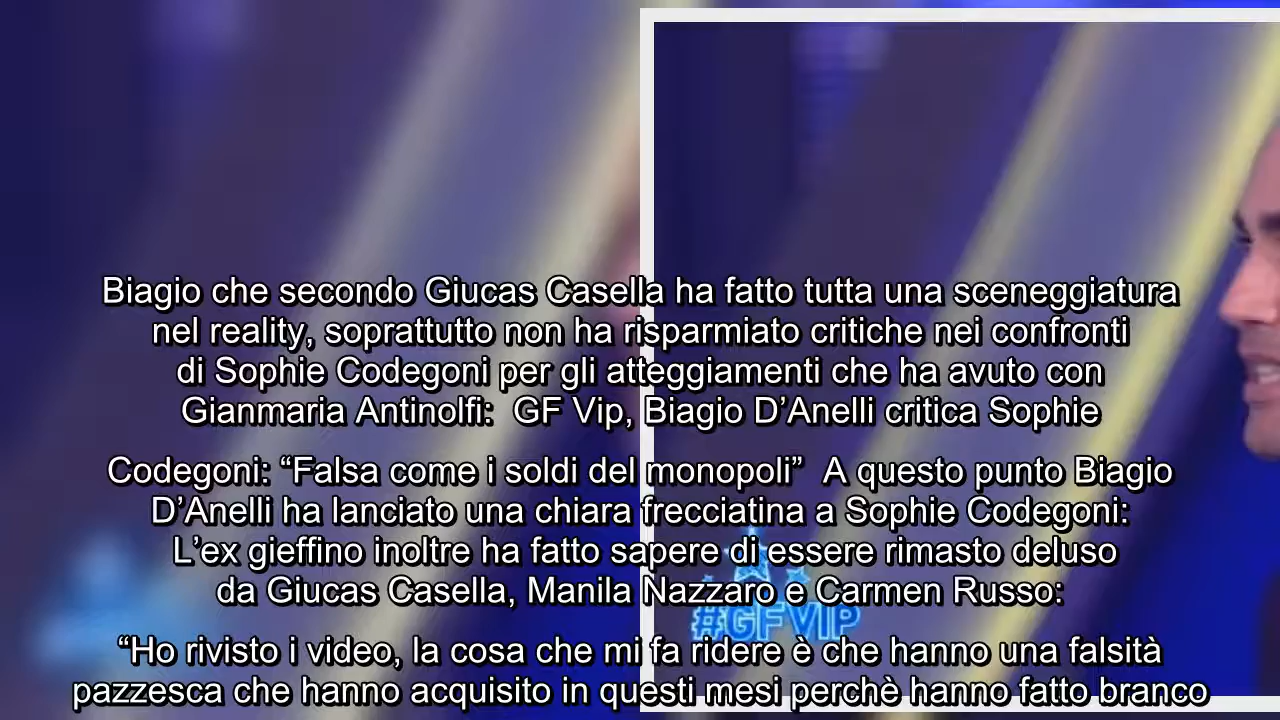 Biagio che secondo Giucas Casella ha fatto tutta una sceneggiatura
nel reality, soprattutto non ha risparmiato critiche nei confronti
di Sophie Codegoni per gli atteggiamenti che ha avuto con
Gianmaria Antinolfi:  GF Vip, Biagio D’Anelli critica Sophie
Codegoni: “Falsa come i soldi del monopoli”  A questo punto Biagio
D’Anelli ha lanciato una chiara frecciatina a Sophie Codegoni:
L’ex gieffino inoltre ha fatto sapere di essere rimasto deluso
da Giucas Casella, Manila Nazzaro e Carmen Russo:
#GFVIP
“Ho rivisto i video, la cosa che mi fa ridere è che hanno una falsità
pazzesca che hanno acquisito in questi mesi perchè hanno fatto branco